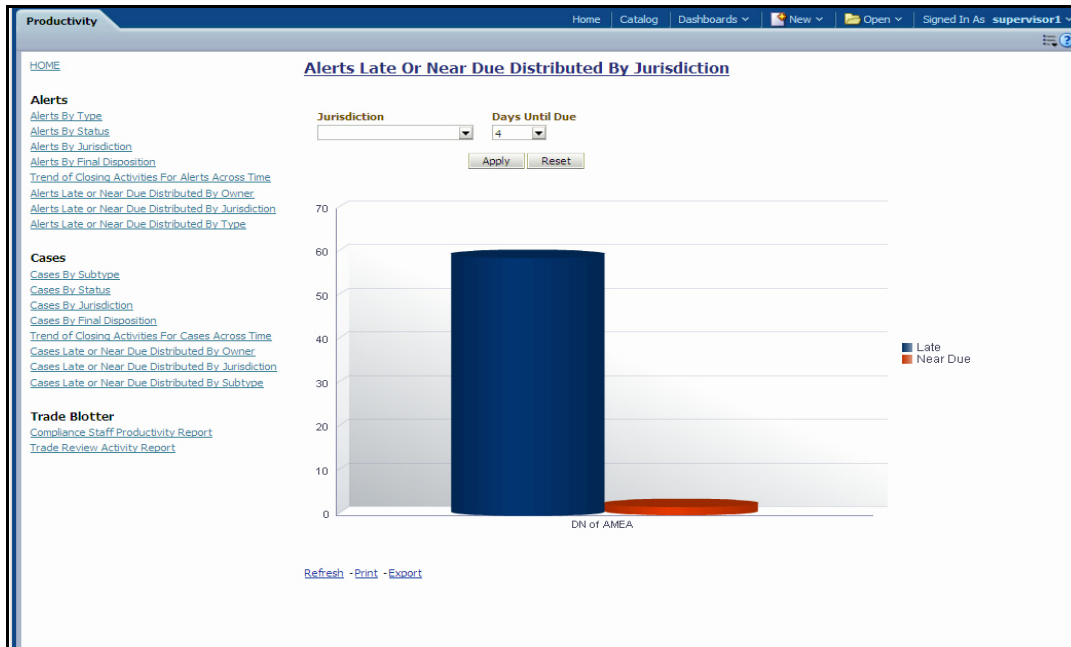 Productivity
Home Catalog Dashboards New Open Signed In As supervisor1
HOME
Alerts
Alerts By Type
Alerts By Status
Alerts By Jurisdiction
Alerts By Final Disposition
Trend of Closing Activities For Alerts Across Time
Alerts Late or Near Due Distributed By Owner
Alerts Late or Near Due Distributed By Jurisdiction
Alerts Late or Near Due Distributed By Type
Cases
Cases By Subtype
Cases By Status
Cases By Jurisdiction
Cases By Final Disposition
Trend of Closing Activities For Cases Across Time
Cases Late or Near Due Distributed By Owner
Cases Late or Near Due Distributed By Jurisdiction
Cases Late or Near Due Distributed By Subtype
Trade Blotter
Compliance Staff Productivity Report
Trade Review Activity Report
Alerts Late Or Near Due Distributed By Jurisdiction
Jurisdiction Days Until Due
4
Apply Reset
70
60
50
40
30
20
10
0
DN of AMEA
Late
Near Due
Refresh - Print - Export